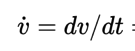 v̇ = dv/dt =